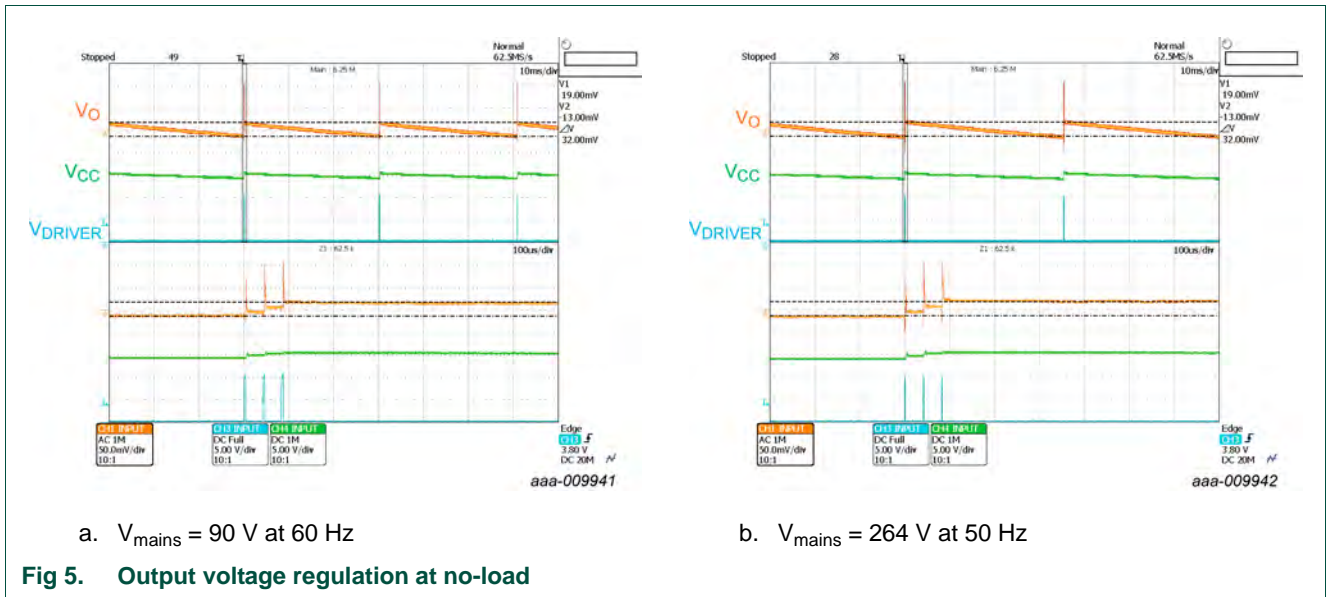 Stopped 49
Normal
62.5MS/s
Main : 6.25 M
10ms/div
V1
19.00mV
V2
-13.00mV
△V
32.00mV
VO
VCC
VDRIVER
Z1 : 62.5 k
100us/div
CH1 INPUT
AC 1M
50.0mV/div
10:1
CH3 INPUT
DC Full
5.00 V/div
10:1
CH4 INPUT
DC 1M
5.00 V/div
10:1
Edge
CH3
3.80 V
DC 20M
aaa-009941
a. Vmains = 90 V at 60 Hz
Stopped 28
Normal
62.5MS/s
Main : 6.25 M
10ms/div
V1
19.00mV
V2
-13.00mV
△V
32.00mV
VO
VCC
VDRIVER
Z1 : 62.5 k
100us/div
CH1 INPUT
AC 1M
50.0mV/div
10:1
CH3 INPUT
DC Full
5.00 V/div
10:1
CH4 INPUT
DC 1M
5.00 V/div
10:1
Edge
CH3
3.80 V
DC 20M
aaa-009942
b. Vmains = 264 V at 50 Hz
Fig 5. Output voltage regulation at no-load